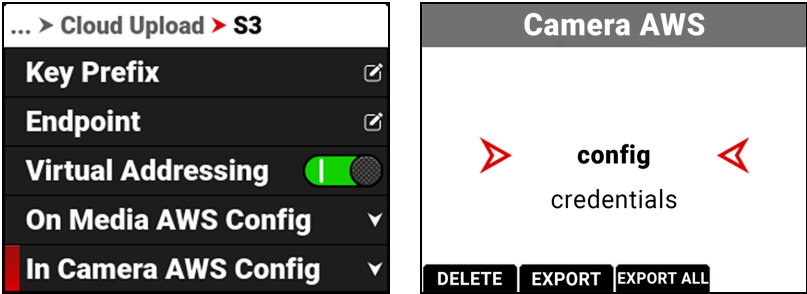 ... > Cloud Upload > S3
Key Prefix
Endpoint
Virtual Addressing
On Media AWS Config
In Camera AWS Config
Camera AWS
config
credentials
DELETE EXPORT EXPORT ALL